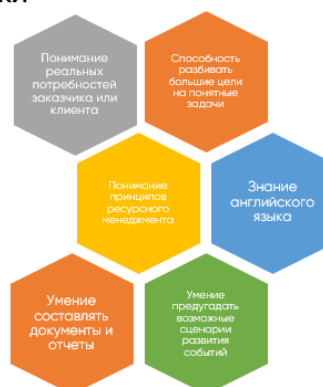 Понимание
реальных
потребностей
заказчика или
клиента
Способность
разбивать
большие цели
на понятные
задачи
Понимание
принципов
ресурсного
менеджмента
Знание
английского
языка
Умение
составлять
документы и
отчеты
Умение
предугадать
возможные
сценарии
развития
событий